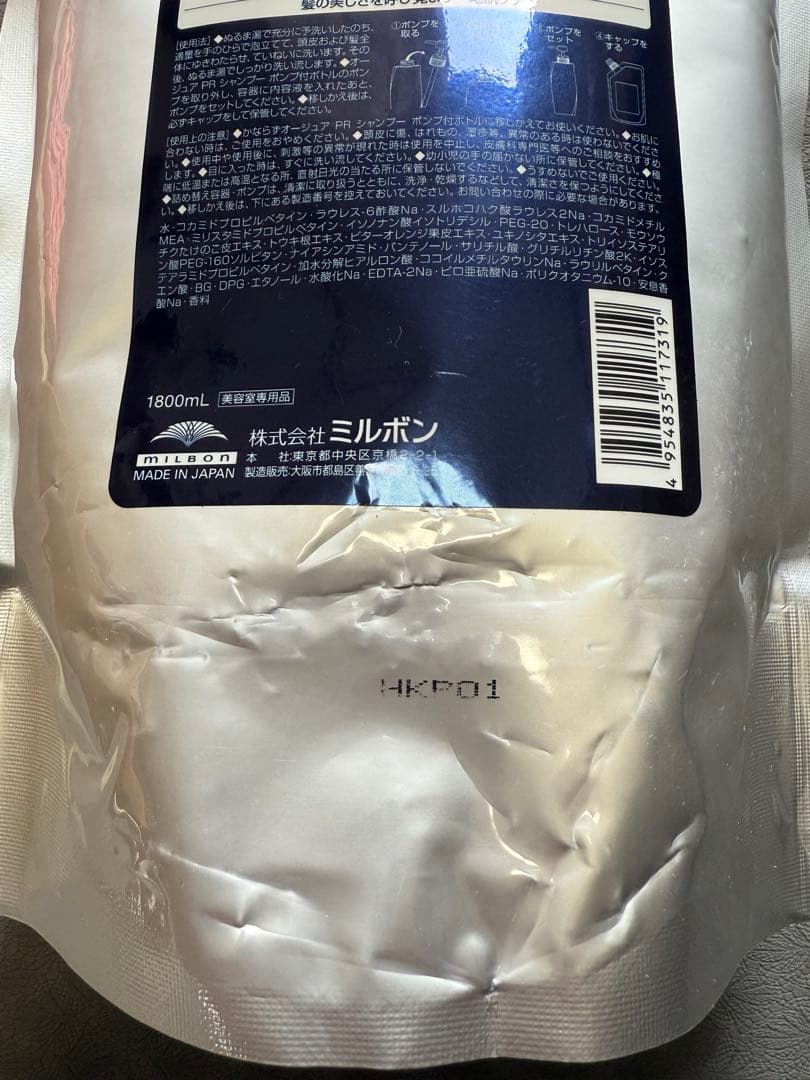 髪の美しさを呼び
①ポンプを取る
ポンプをセット
④キャップをする
[使用法]◆ぬるま湯で充分に予洗いしたのち、
適量を手のひらで泡立てて、頭皮および髪全
体にゆきわたらせ、ていねいに洗います。その
後、ぬるま湯でしっかり洗い流します。◆オー
ジュア PR シャンプー ポンプ付ボトルのポン
プを取り外し、容器に内容液を入れたあと、
ポンプをセットしてください。◆移しかえ後は、
必ずキャップをして保管してください。
[使用上の注意]◆かならずオージュア PR シャンプー ポンプ付ボトルに移しかえてお使いください。◆お肌に
合わない時は、ご使用をおやめください。◆頭皮に傷、はれもの、湿疹等、異常のある時は使わないでくださ
い。◆使用中や使用後に、刺激等の異常が現れた時は使用を中止し、皮膚科専門医等へのご相談をおすすめ
します。◆目に入った時は、すぐに洗い流してください。◆幼小児の手の届かない所に保管してください。◆極
端に低温または高温となる所、直射日光の当たる所に保管しないでください。◆うすめないでご使用ください。
◆詰め替え容器・ポンプは、清潔に取り扱うとともに、洗浄・乾燥するなどして、清潔さを保つようにしてくださ
い。◆移しかえ後は、下にある製造番号を控えておいてください。お問い合わせの際に必要な場合があります。
水・コカミドプロピルベタイン・ラウレス-6酢酸Na・スルホコハク酸ラウレス2Na・コカミドメチル
MEA・ミリスタミドプロピルベタイン・イソノナン酸イソトリデシル・PEG-20・トレハロース・モウソウ
チクたけのこ皮エキス・トウキ根エキス・ビターオレンジ果皮エキス・ユキノシタエキス・トリイソステアリ
ン酸PEG-160ソルビタン・ナイアシンアミド・パンテノール・サリチル酸・グリチルリチン酸2K・イソス
テアラミドプロピルベタイン・加水分解ヒアルロン酸・ココイルメチルタウリンNa・ラウリルベタイン・ク
エン酸・BG・DPG・エタノール・水酸化Na・EDTA-2Na・ピロ亜硫酸Na・ポリクオタニウム-10・安息香
酸Na・香料
1800mL 美容室専用品
MILBON
MADE IN JAPAN
株式会社ミルボン
本 社:東京都中央区京橋2-2-1
製造販売:大阪市都島区善
4 954835 117319
HKP01